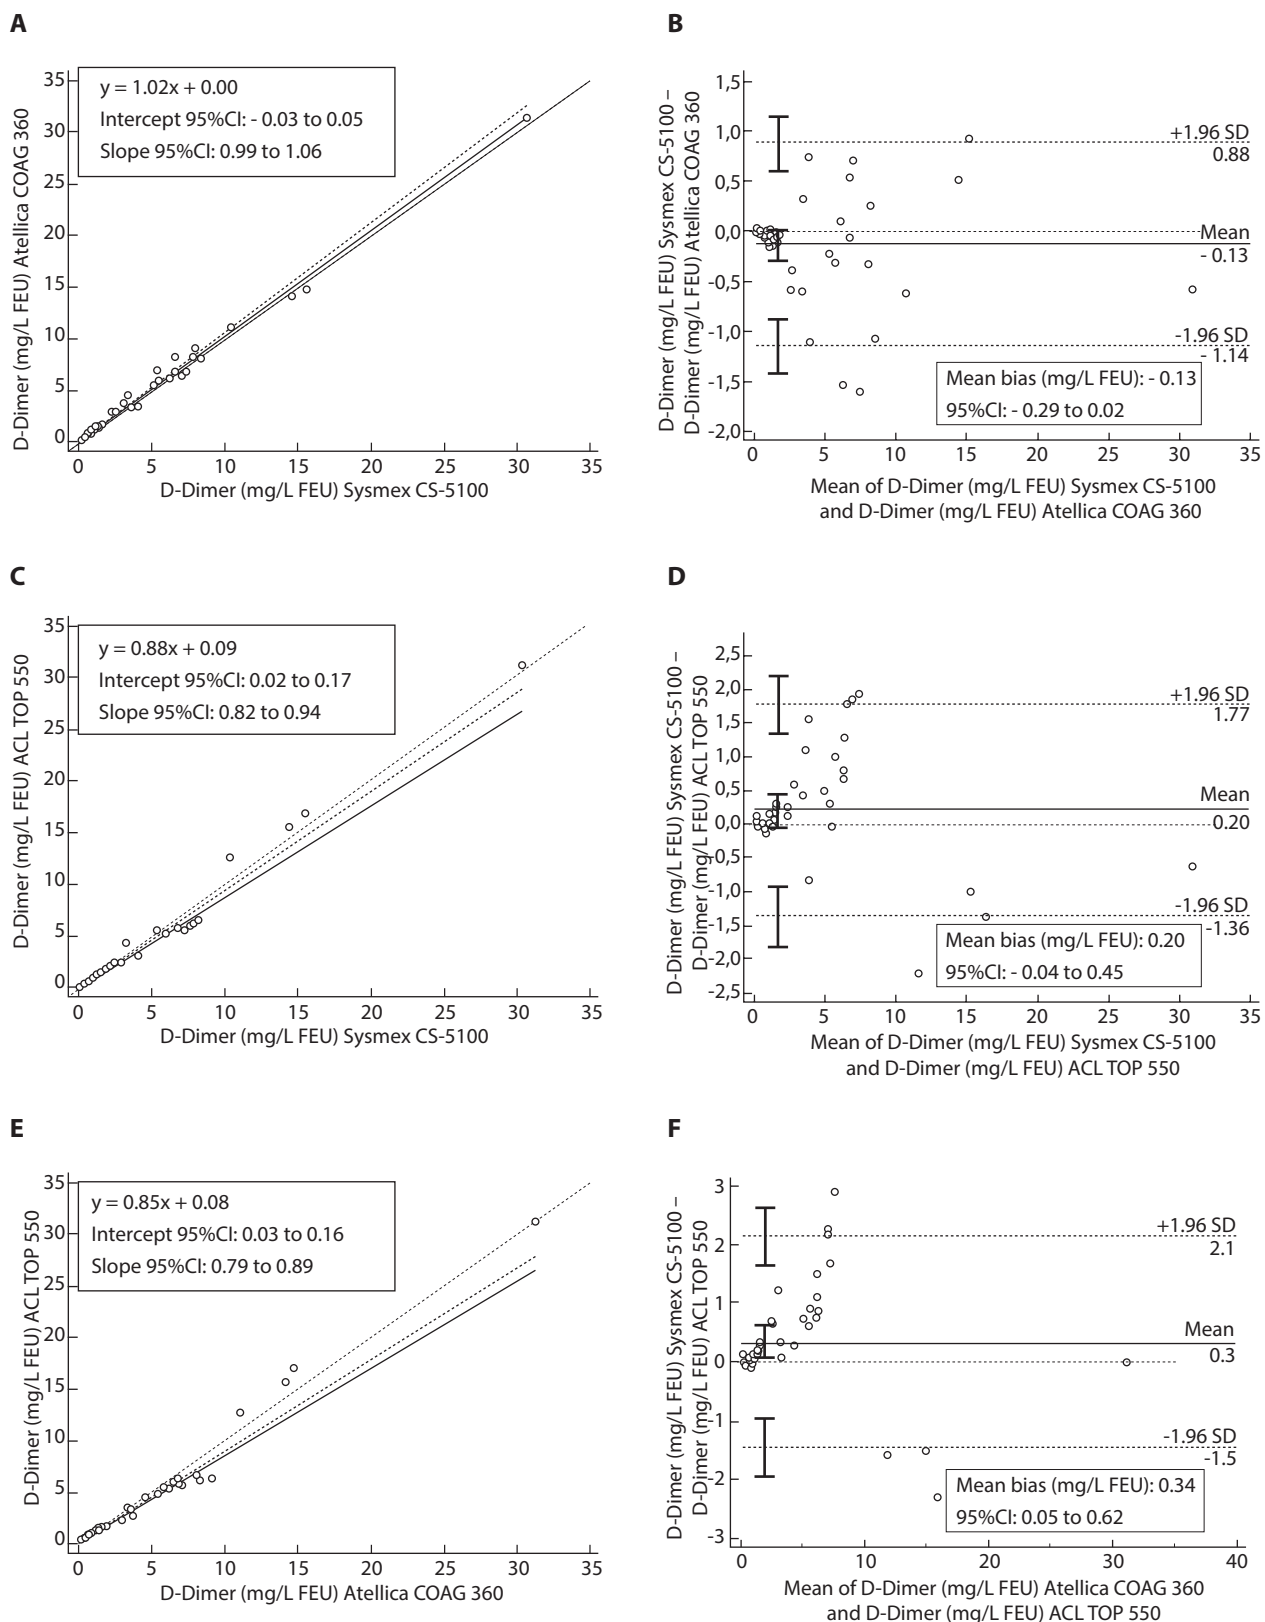 A
D-Dimer (mg/L FEU) Atellica COAG 360
35
30
25
20
15
10
5
0
y = 1.02x + 0.00
Intercept 95%CI: - 0.03 to 0.05
Slope 95%CI: 0.99 to 1.06
0 5 10 15 20 25 30 35
D-Dimer (mg/L FEU) Sysmex CS-5100
B
D-Dimer (mg/L FEU) Sysmex CS-5100 –
D-Dimer (mg/L FEU) Atellica COAG 360
1,5
1,0
0,5
0,0
-0,5
-1,0
-1,5
-2,0
+1.96 SD
0.88
Mean
- 0.13
-1.96 SD
- 1.14
Mean bias (mg/L FEU): - 0.13
95%CI: - 0.29 to 0.02
0 5 10 15 20 25 30 35
Mean of D-Dimer (mg/L FEU) Sysmex CS-5100
and D-Dimer (mg/L FEU) Atellica COAG 360
C
D-Dimer (mg/L FEU) ACL TOP 550
35
30
25
20
15
10
5
0
y = 0.88x + 0.09
Intercept 95%CI: 0.02 to 0.17
Slope 95%CI: 0.82 to 0.94
0 5 10 15 20 25 30 35
D-Dimer (mg/L FEU) Sysmex CS-5100
D
D-Dimer (mg/L FEU) Sysmex CS-5100 –
D-Dimer (mg/L FEU) ACL TOP 550
2,5
2,0
1,5
1,0
0,5
0,0
-0,5
-1,0
-1,5
-2,0
-2,5
+1.96 SD
1.77
Mean
0.20
-1.96 SD
-1.36
Mean bias (mg/L FEU): 0.20
95%CI: - 0.04 to 0.45
0 5 10 15 20 25 30 35
Mean of D-Dimer (mg/L FEU) Sysmex CS-5100
and D-Dimer (mg/L FEU) ACL TOP 550
E
D-Dimer (mg/L FEU) ACL TOP 550
35
30
25
20
15
10
5
0
y = 0.85x + 0.08
Intercept 95%CI: 0.03 to 0.16
Slope 95%CI: 0.79 to 0.89
0 5 10 15 20 25 30 35
D-Dimer (mg/L FEU) Atellica COAG 360
F
D-Dimer (mg/L FEU) Sysmex CS-5100 –
D-Dimer (mg/L FEU) ACL TOP 550
3
2
1
0
-1
-2
-3
+1.96 SD
2.1
Mean
0.3
-1.96 SD
-1.5
Mean bias (mg/L FEU): 0.34
95%CI: 0.05 to 0.62
0 10 20 30 40
Mean of D-Dimer (mg/L FEU) Atellica COAG 360
and D-Dimer (mg/L FEU) ACL TOP 550